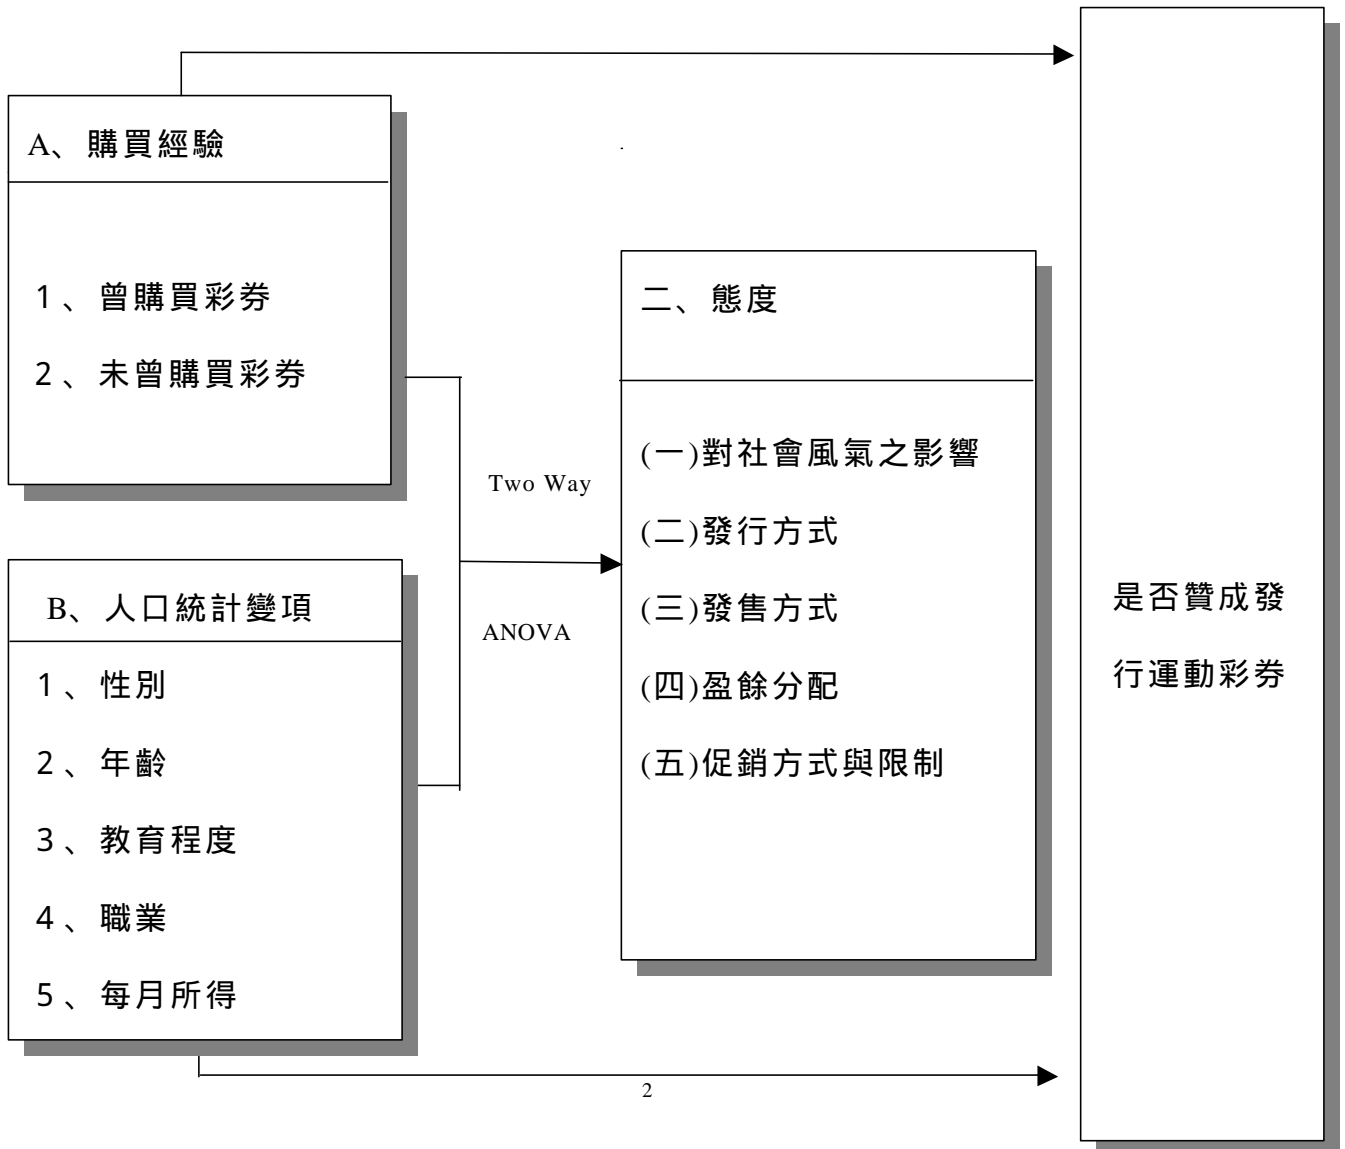 A、購買經驗
1、曾購買彩券
2、未曾購買彩券
B、人口統計變項
1、性別
2、年齡
3、教育程度
4、職業
5、每月所得
Two Way
ANOVA
二、態度
(一)對社會風氣之影響
(二)發行方式
(三)發售方式
(四)盈餘分配
(五)促銷方式與限制
2
是否贊成發
行運動彩券